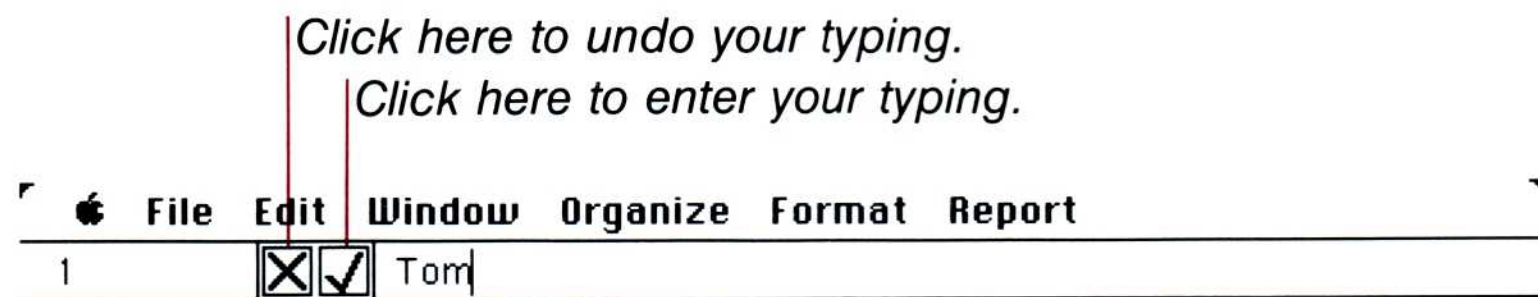 Click here to undo your typing.
Click here to enter your typing.
File Edit Window Organize Format Report
1 Tom